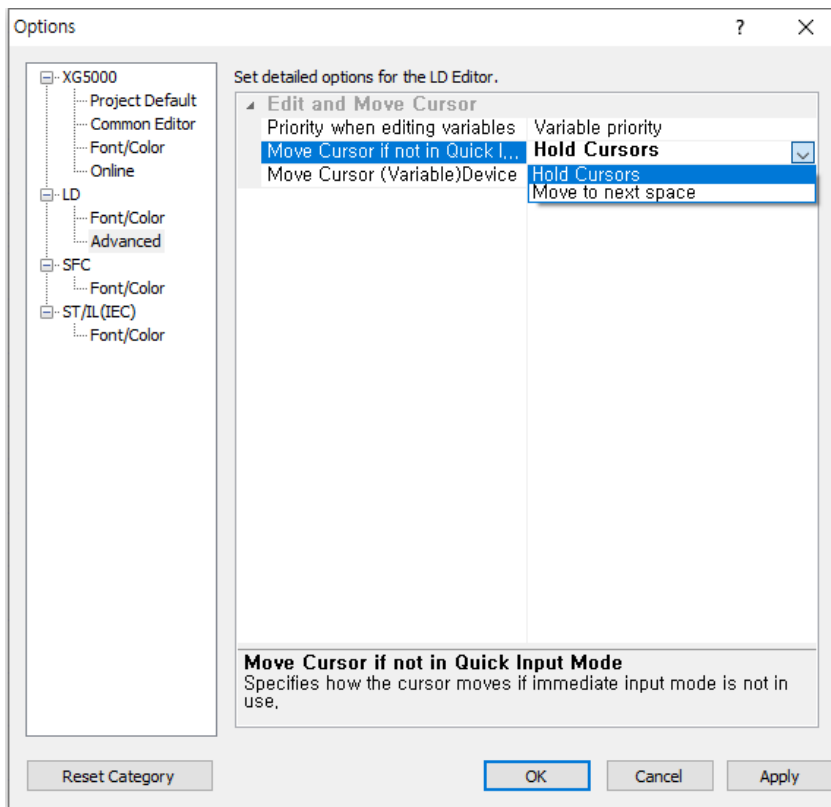 Options
?
XG5000
Project Default
Common Editor
Font/Color
Online
LD
Font/Color
Advanced
SFC
Font/Color
ST/IL(IEC)
Font/Color
Set detailed options for the LD Editor.
Edit and Move Cursor
Priority when editing variables Variable priority
Move Cursor if not in Quick I... Hold Cursors
Move Cursor (Variable)Device Hold Cursors
Move to next space
Move Cursor if not in Quick Input Mode
Specifies how the cursor moves if immediate input mode is not in
use,
Reset Category OK Cancel Apply